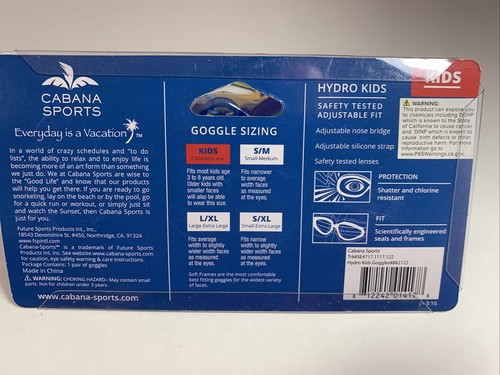 CABANA
SPORTS
Everyday is a Vacation TM
In a world of crazy schedules and "to do
lists", the ability to relax and to enjoy life is
becoming more of an art form than something
we just do. We at Cabana Sports are wise to
the "Good Life" and know that our products
will help you get there. If you are ready to go
snorkeling, lay on the beach or by the pool, go
for a quick run or workout, or simply just sit
and watch the Sunset, then Cabana Sports is
just for you.
Future Sports Products Int., Inc.,
18543 Devonshire St. #450, Northridge, CA. 91324
www.fspintl.com
Cabana-Sports™ is a trademark of Future Sports
Products Int. Inc. See website www.cabana-sports.com
for caution, eye safety warning & care instructions.
Package Contains: 1 pair of goggles
Made in China
WARNING: CHOKING HAZARD- May contain small
parts. Not for children under 3 years.
www.cabana-sports.com
GOGGLE SIZING
KIDS
Children's size
Fits most kids age
3 to 8 years old.
Older kids with
smaller faces
will also be able
to wear this size.
S/M
Small-Medium
Fits narrower
to average
width faces
as measured
at the eyes.
L/XL
Large-Extra Large
Fits average
width to slightly
wider width faces
as measured
at the eyes.
S/XL
Small-Extra Large
Fits narrow
width to slightly
wider width faces
as measured
at the eyes.
Soft Frames are the most comfortable
best fitting goggles for the widest variety
of faces.
KIDS
HYDRO KIDS
SAFETY TESTED
ADJUSTABLE FIT
Adjustable nose bridge
Adjustable silicone strap
Safety tested lenses
WARNING:
This product can expose you
to chemicals including DEHP
which is known to the State
of California to cause cancer
and DINP which is known to
cause birth defects or other
reproductive harm. For more
information go to
www.P65Warnings.ca.gov
PROTECTION
Shatter and chlorine
resistant
FIT
Scientifically engineered
seals and frames
Cabana Sports
Hydro Kids Goggles#882122